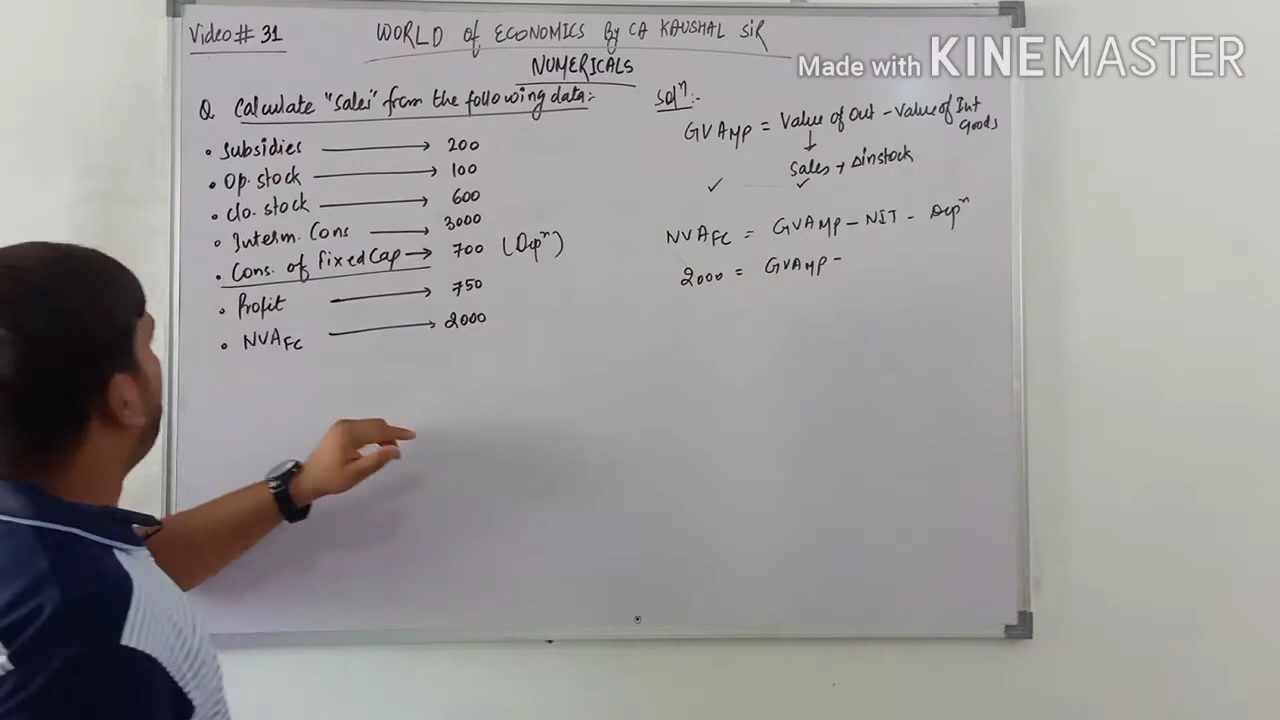 Video# 31
WORLD of ECONOMICS By CA KAUSHAL SIR
Made with KINEMASTER
NUMERICALS
Q. Calculate "Sales" from the following data:-
• Subsidies → 200
• Op. stock → 100
• Clo. stock → 600
• Interm. Cons → 3000
• Cons. of fixed Cap → 700 (Depⁿ)
• Profit → 750
• NVAFC → 2000
Solⁿ:-
GVAMP = Value of Out - Value of Int Goods
↓
Sales + Δ in stock
✓ ✓
NVAFC = GVAMP - NIT - Depⁿ
2000 = GVAMP -